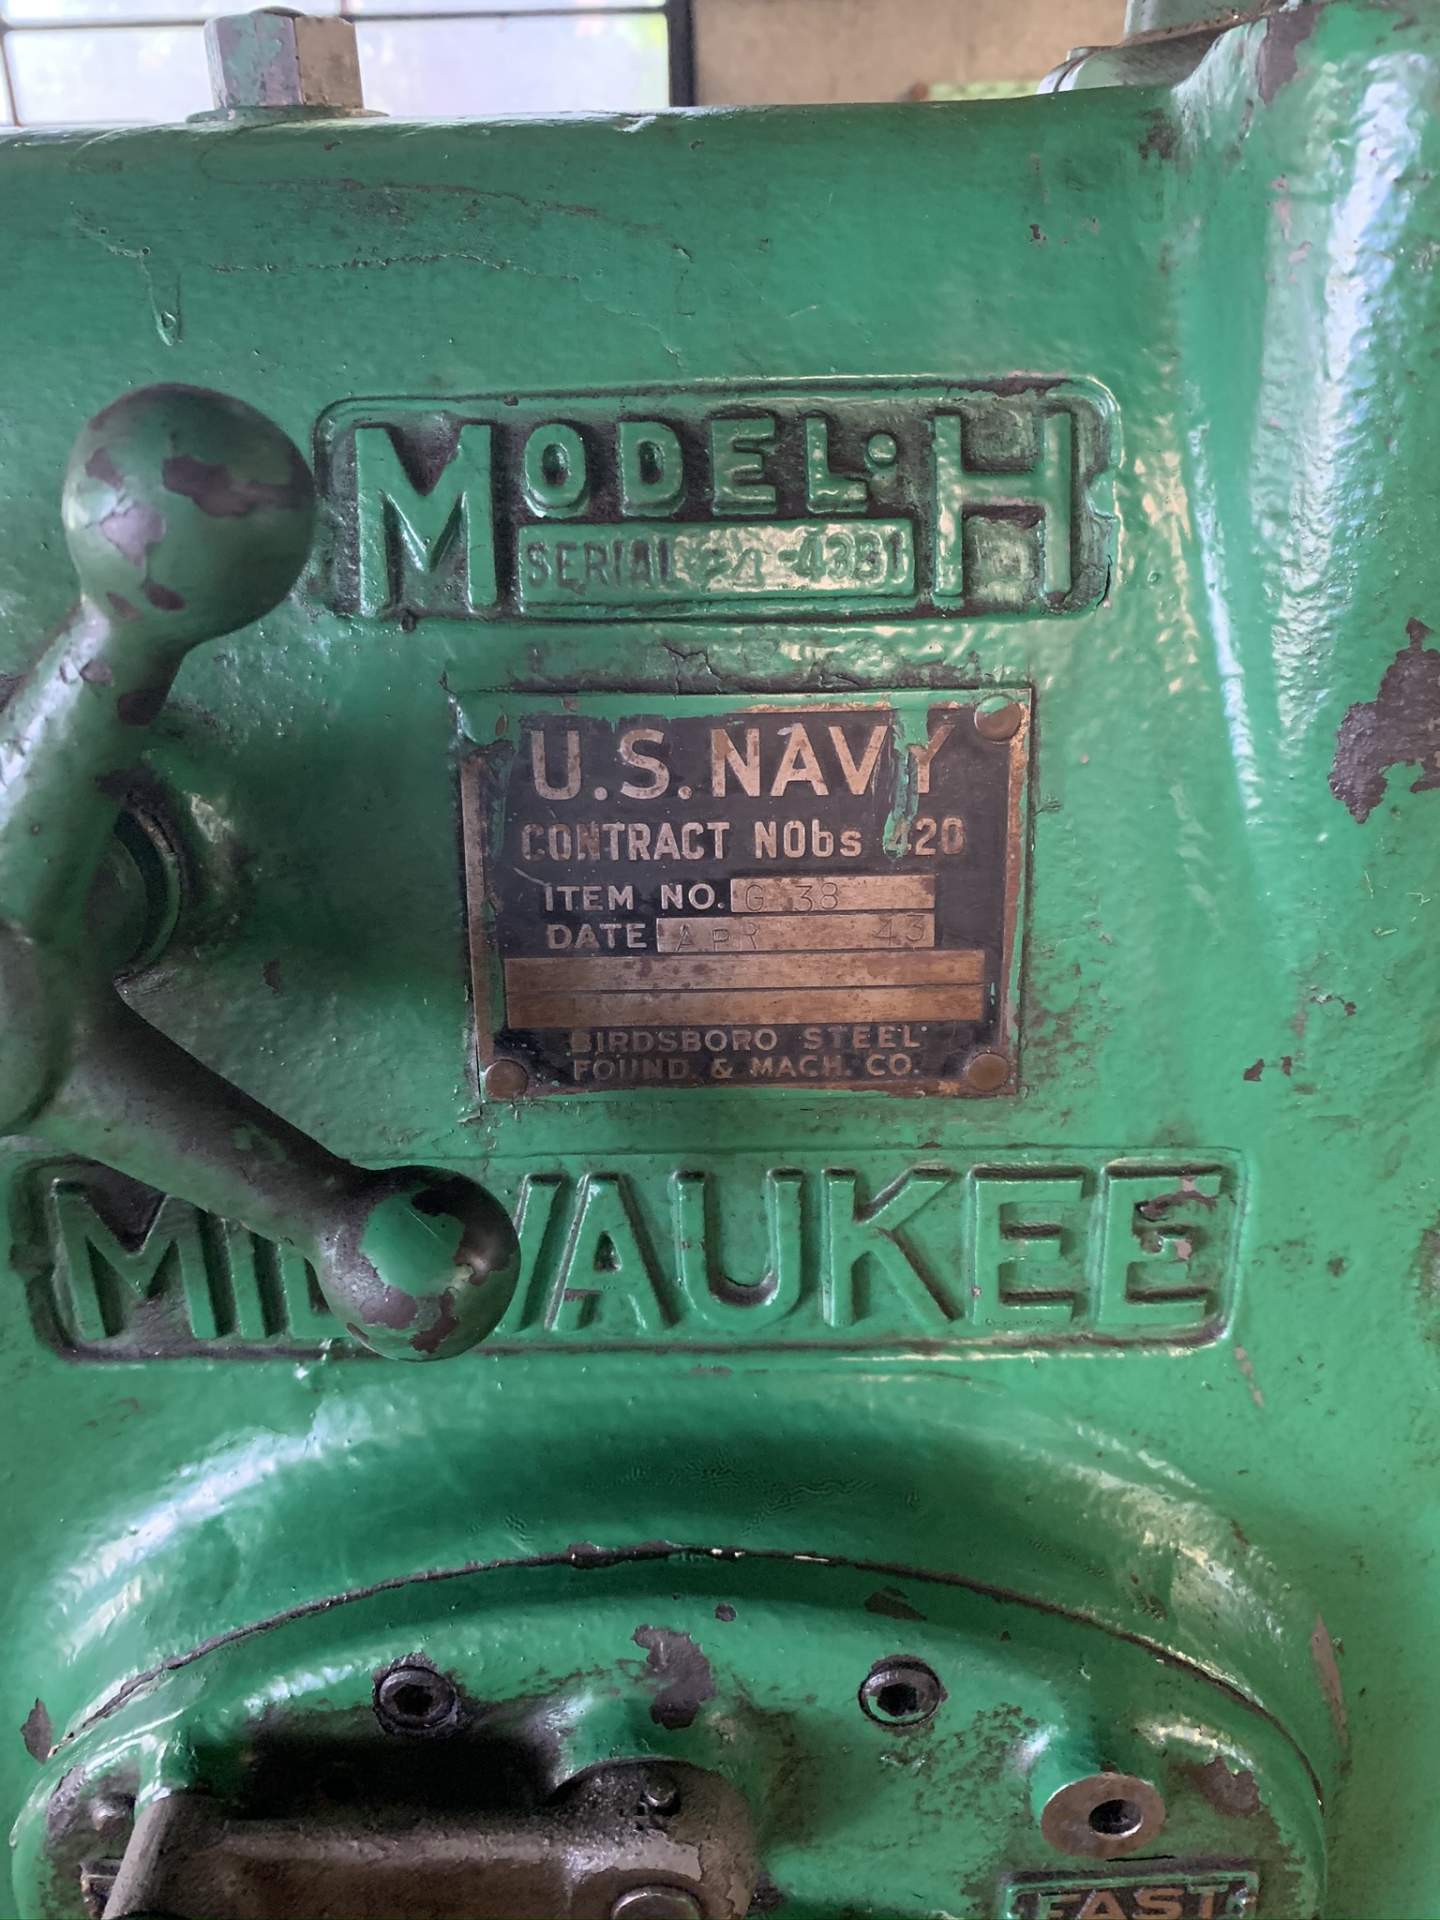 MODEL·H
SERIAL 4331
U.S. NAVY
CONTRACT NObs 420
ITEM NO. G 38
DATE APR 43
BIRDSBORO STEEL
FOUND. & MACH. CO.
MILWAUKEE
FAST